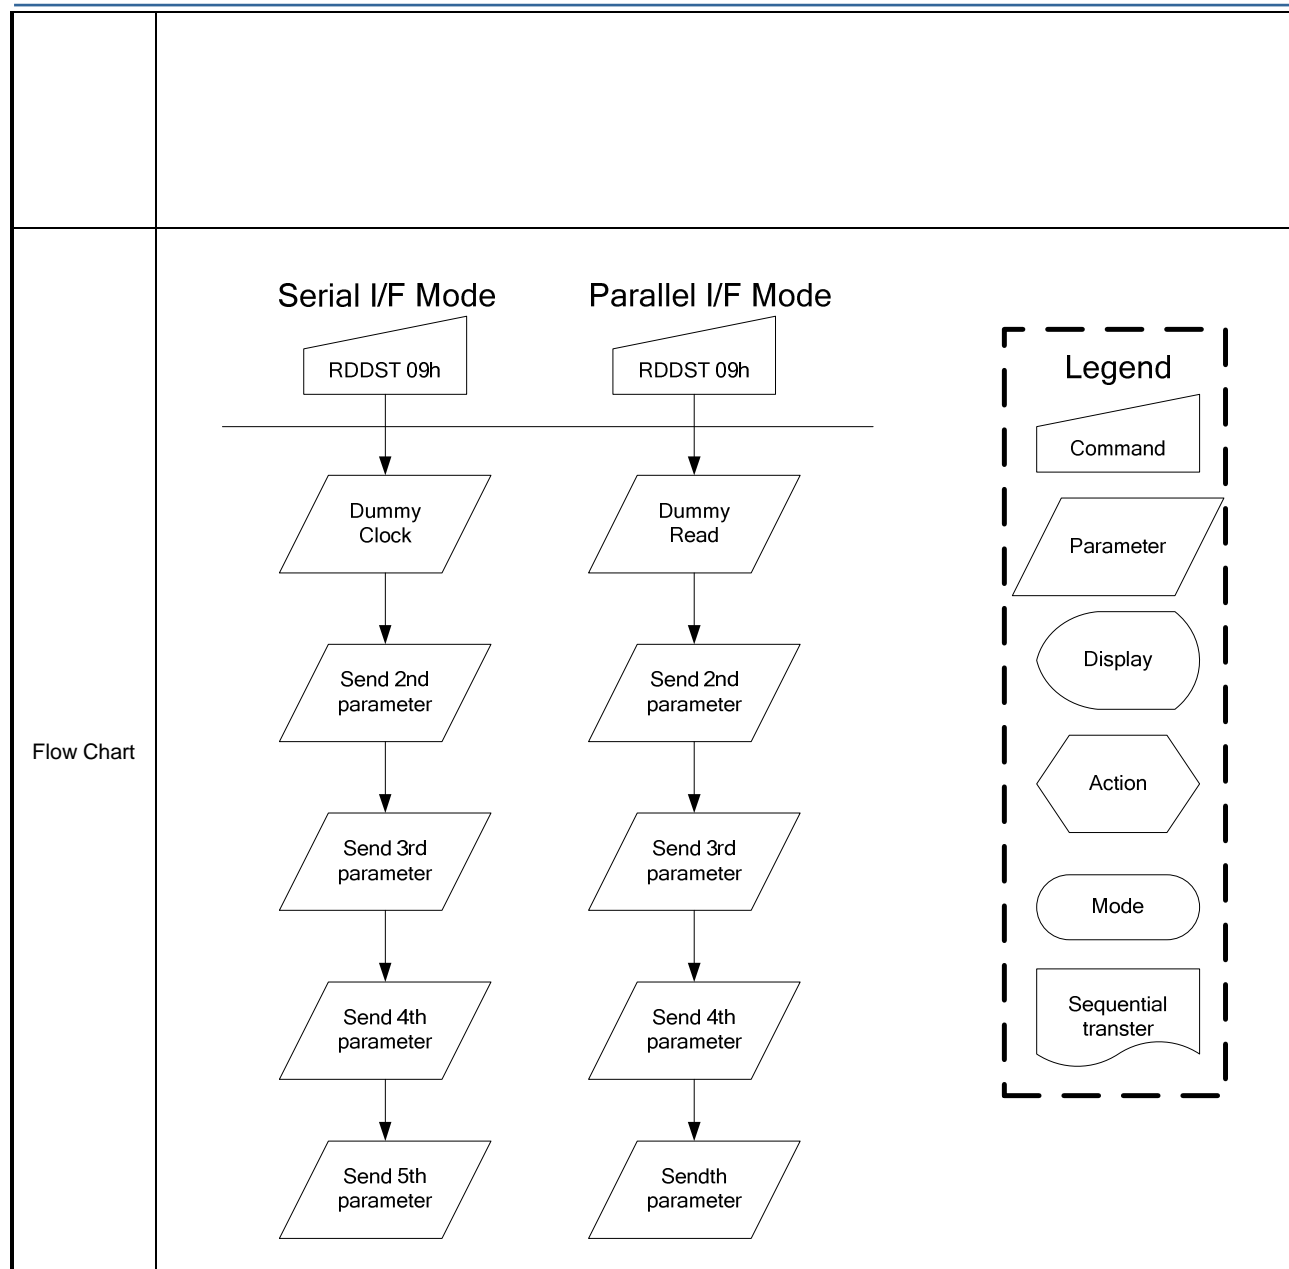 Flow Chart
Serial I/F Mode
RDDST 09h
Dummy
Clock
Send 2nd
parameter
Send 3rd
parameter
Send 4th
parameter
Send 5th
parameter
Parallel I/F Mode
RDDST 09h
Dummy
Read
Send 2nd
parameter
Send 3rd
parameter
Send 4th
parameter
Sendth
parameter
Legend
Command
Parameter
Display
Action
Mode
Sequential
transter